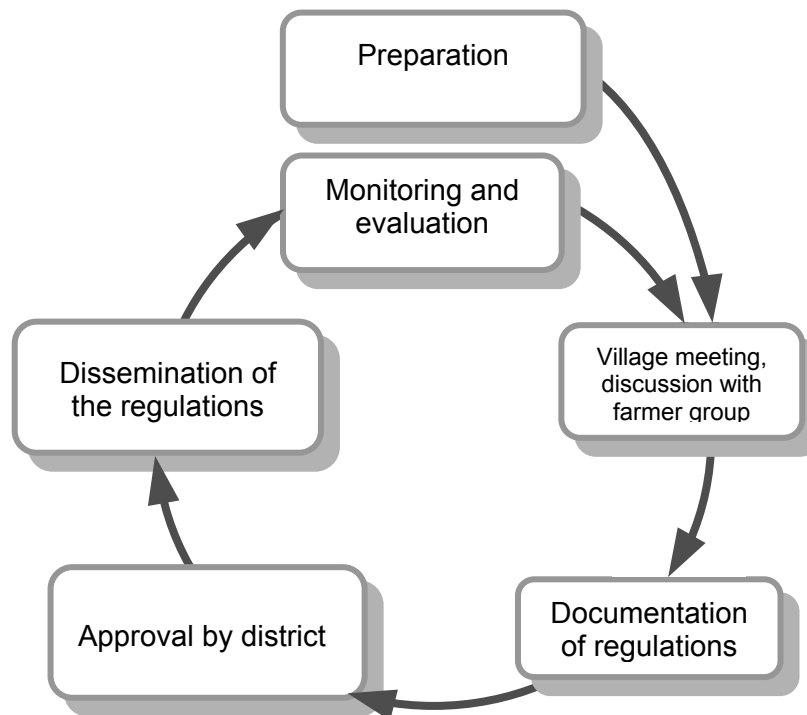 Preparation
Monitoring and
evaluation
Village meeting,
discussion with
farmer group
Documentation
of regulations
Approval by district
Dissemination of
the regulations